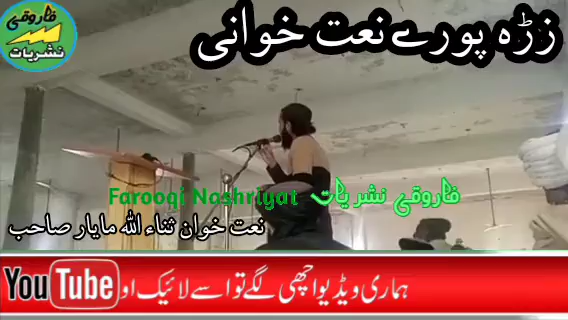 فاروقی
نشریات
زڑہ پورے نعت خوانی
Farooqi Nashriyat فاروقی نشریات
نعت خوان ثناء اللہ مایار صاحب
YouTube ہماری ویڈیو اچھی لگے تو اسے لائیک او